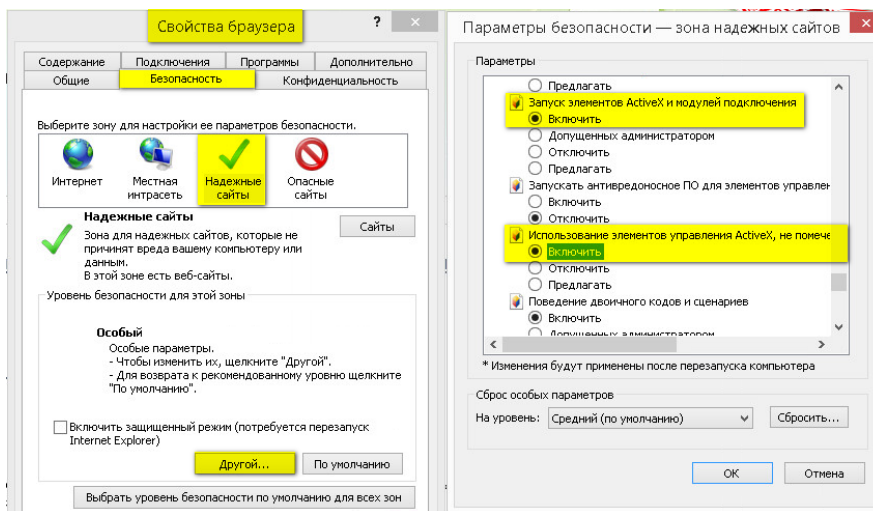 Свойства браузера
?
Содержание
Подключения
Программы
Дополнительно
Общие
Безопасность
Конфиденциальность
Выберите зону для настройки ее параметров безопасности.
Интернет
Местная
интрасеть
Надежные
сайты
Опасные
сайты
Надежные сайты
Сайты
Зона для надежных сайтов, которые не
причинят вреда вашему компьютеру или
данным.
В этой зоне есть веб-сайты.
Уровень безопасности для этой зоны
Особый
Особые параметры.
- Чтобы изменить их, щелкните "Другой".
- Для возврата к рекомендованному уровню щелкните
"По умолчанию".
Включить защищенный режим (потребуется перезапуск
Internet Explorer)
Другой...
По умолчанию
Выбрать уровень безопасности по умолчанию для всех зон
Параметры безопасности — зона надежных сайтов
Параметры
Предлагать
Запуск элементов ActiveX и модулей подключения
Включить
Допущенных администратором
Отключить
Предлагать
Запускать антивредоносное ПО для элементов управлен
Включить
Отключить
Использование элементов управления ActiveX, не помече
Включить
Отключить
Предлагать
Поведение двоичного кодов и сценариев
Включить
Допущенных администратором
* Изменения будут применены после перезапуска компьютера
Сброс особых параметров
На уровень:
Средний (по умолчанию)
Сбросить...
ОК
Отмена